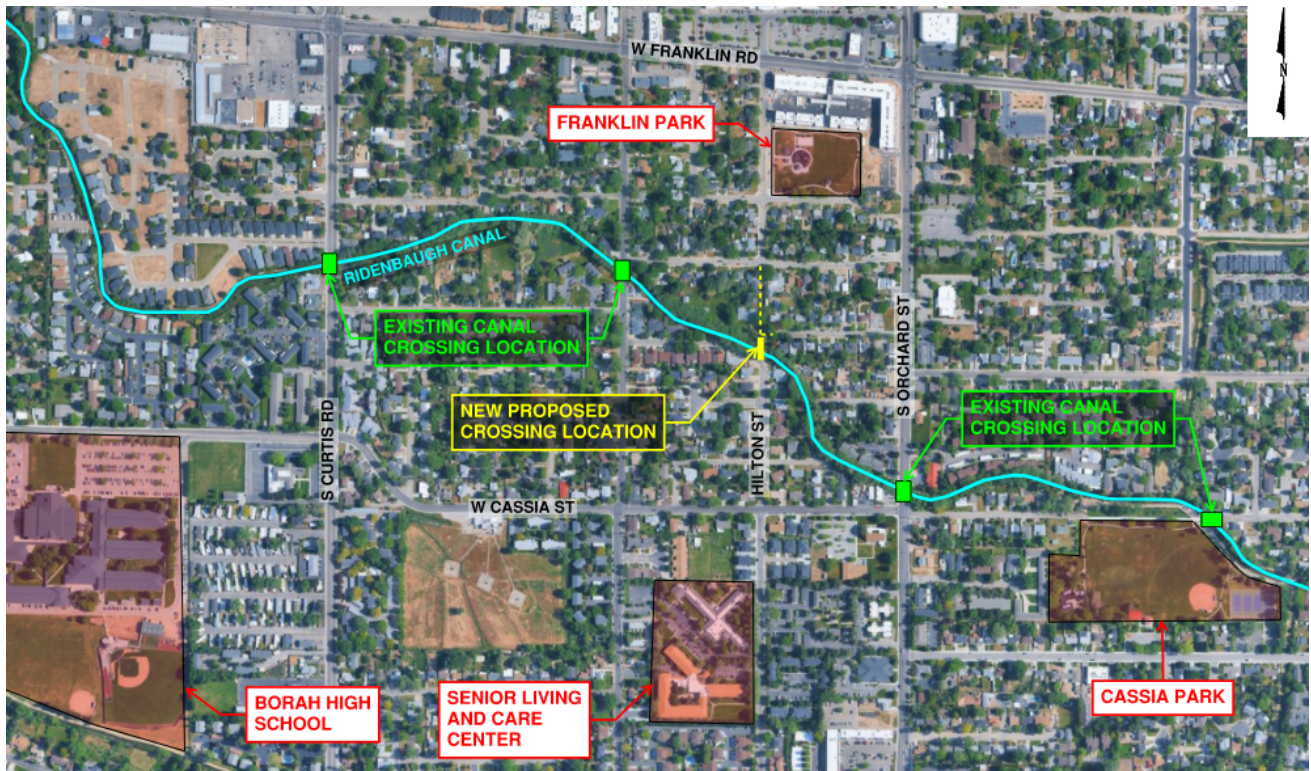 N
W FRANKLIN RD
FRANKLIN PARK
RIDENBAUGH CANAL
EXISTING CANAL
CROSSING LOCATION
NEW PROPOSED
CROSSING LOCATION
S ORCHARD ST
EXISTING CANAL
CROSSING LOCATION
S CURTIS RD
HILTON ST
W CASSIA ST
BORAH HIGH
SCHOOL
SENIOR LIVING
AND CARE
CENTER
CASSIA PARK